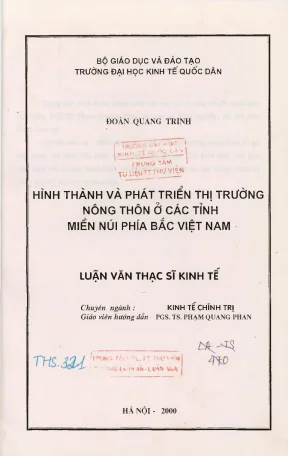 BỘ GIÁO DỤC VÀ ĐÀO TẠO
TRƯỜNG ĐẠI HỌC KINH TẾ QUỐC DÂN
ĐOÀN QUANG TRINH
TRUNG TÂM
TƯ LIỆU TT THƯ VIỆN
HÌNH THÀNH VÀ PHÁT TRIỂN THỊ TRƯỜNG
NÔNG THÔN Ở CÁC TỈNH
MIỀN NÚI PHÍA BẮC VIỆT NAM
LUẬN VĂN THẠC SĨ KINH TẾ
Chuyên ngành : KINH TẾ CHÍNH TRỊ
Giáo viên hướng dẫn PGS. TS. PHẠM QUANG PHAN
THS.321
HÀ NỘI - 2000